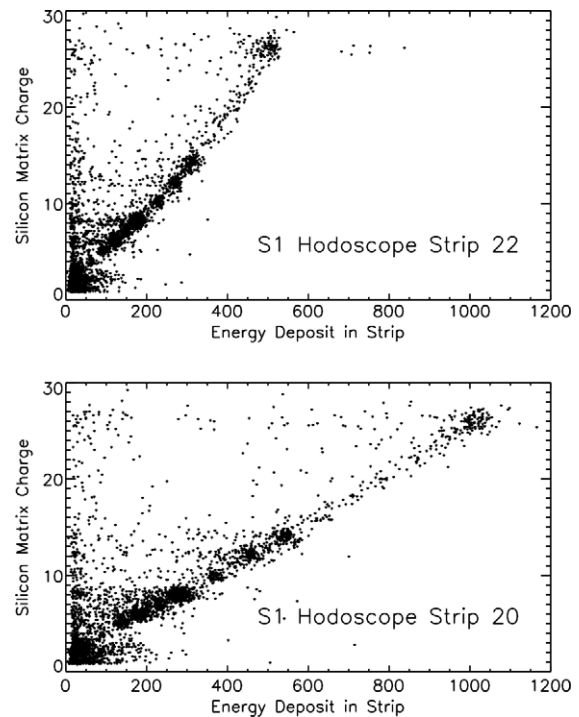 30
20
10
0
Silicon Matrix Charge
S1 Hodoscope Strip 22
0 200 400 600 800 1000 1200
Energy Deposit in Strip
30
20
10
0
Silicon Matrix Charge
S1 Hodoscope Strip 20
0 200 400 600 800 1000 1200
Energy Deposit in Strip